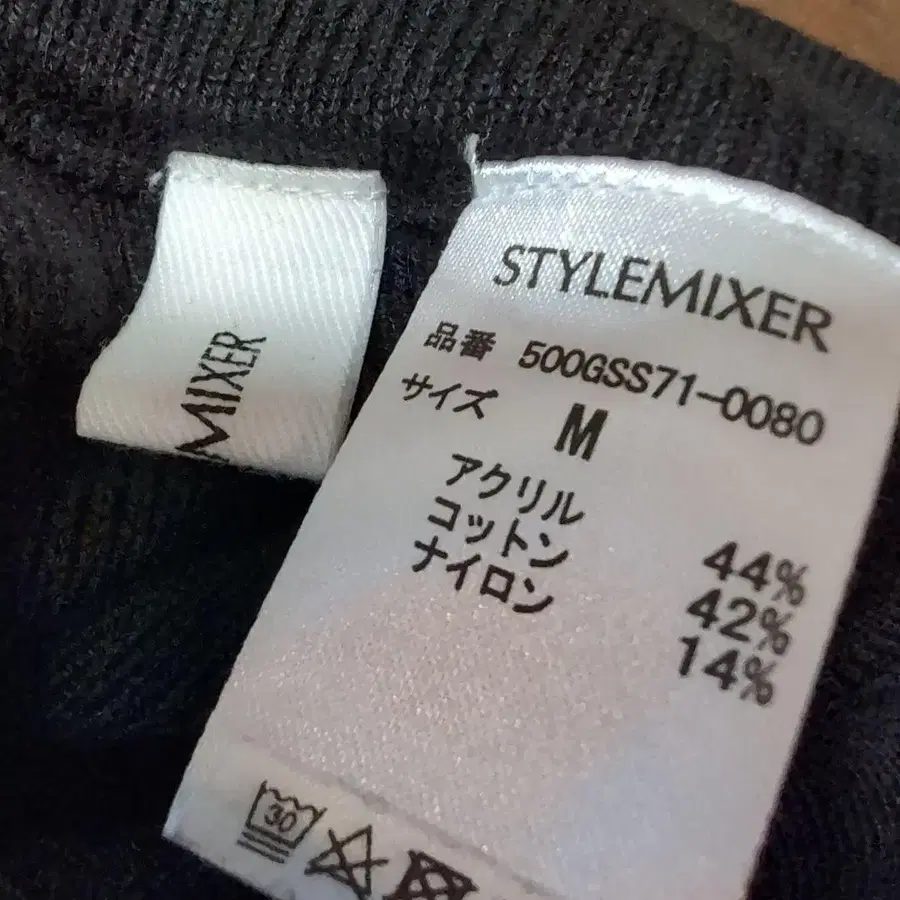 MIXER
STYLEMIXER
品番 500GSS71-0080
サイズ M
アクリル 44%
コットン 42%
ナイロン 14%
30